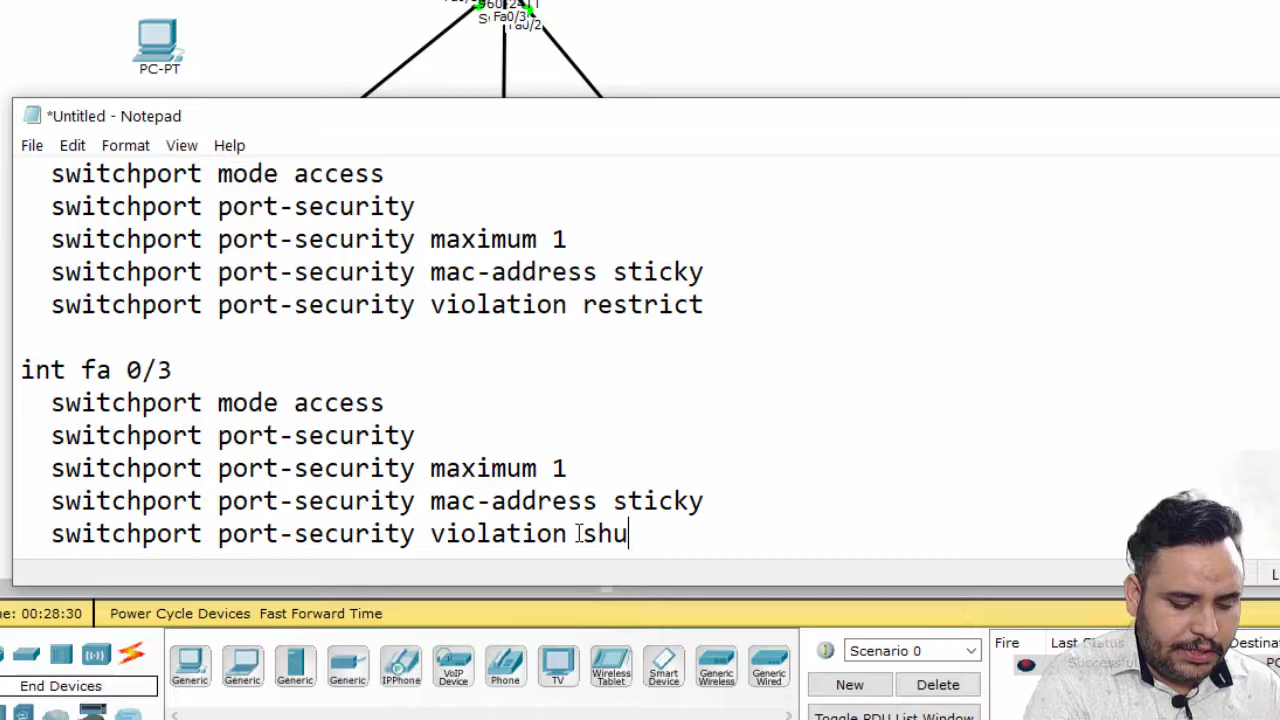 Fa0/3
Fa0/2
PC-PT
*Untitled - Notepad
File Edit Format View Help
switchport mode access
switchport port-security
switchport port-security maximum 1
switchport port-security mac-address sticky
switchport port-security violation restrict
int fa 0/3
switchport mode access
switchport port-security
switchport port-security maximum 1
switchport port-security mac-address sticky
switchport port-security violation shu
00:28:30 Power Cycle Devices Fast Forward Time
Scenario 0
Fire Last Status
Successful
New Delete
Toggle PDU List Window
End Devices
Generic Generic Generic Generic IPPhone VoIP Device Phone TV Wireless Tablet Smart Device Generic Wireless Generic Wired